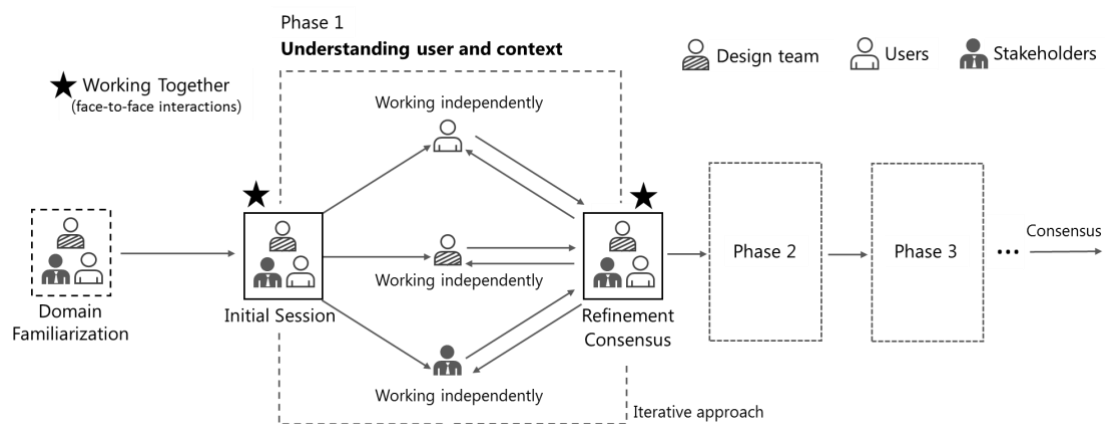 Phase 1
Understanding user and context
Design team
Users
Stakeholders
Working Together
(face-to-face interactions)
Working independently
Working independently
Working independently
Domain
Familiarization
Initial Session
Refinement
Consensus
Iterative approach
Phase 2
Phase 3
...
Consensus